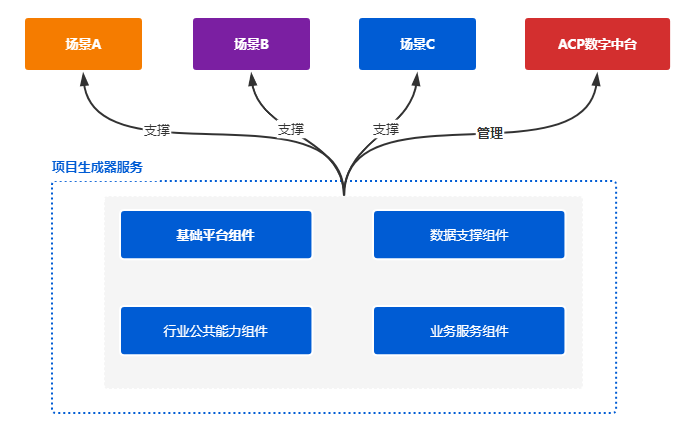 场景A
场景B
场景C
ACP数字中台
支撑
支撑
支撑
管理
项目生成器服务
基础平台组件
数据支撑组件
行业公共能力组件
业务服务组件